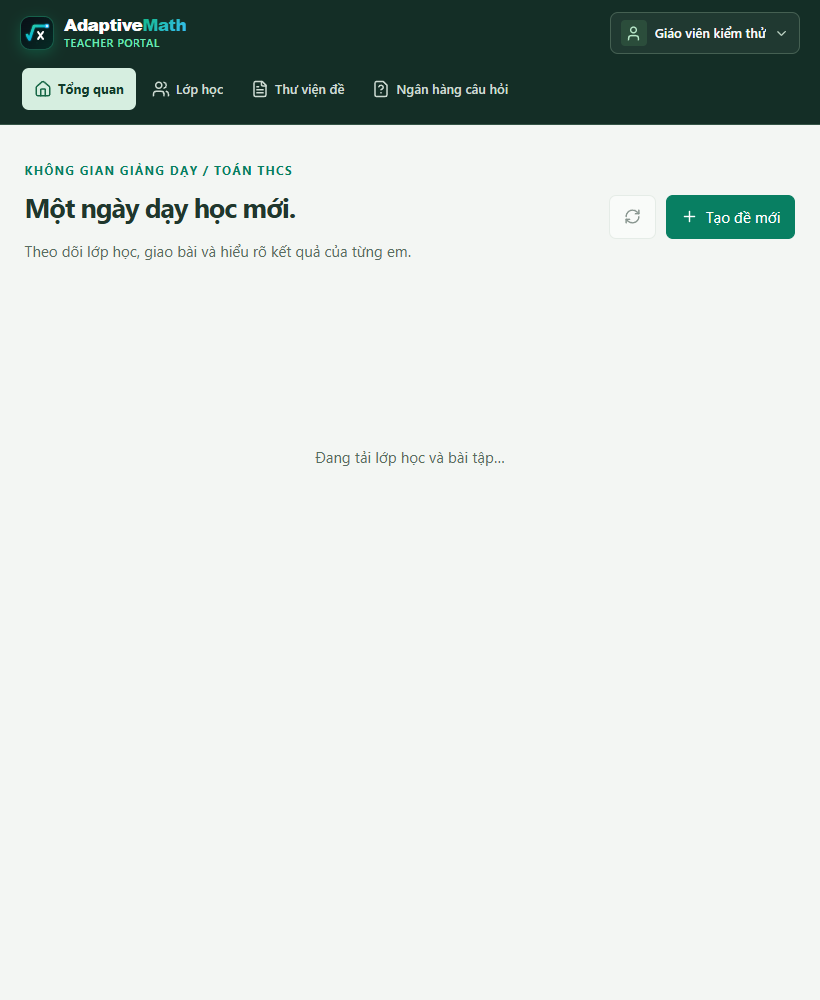 AdaptiveMath
TEACHER PORTAL
Giáo viên kiểm thử
Tổng quan
Lớp học
Thư viện đề
Ngân hàng câu hỏi
KHÔNG GIAN GIẢNG DẠY / TOÁN THCS
Một ngày dạy học mới.
Tạo đề mới
Theo dõi lớp học, giao bài và hiểu rõ kết quả của từng em.
Đang tải lớp học và bài tập...